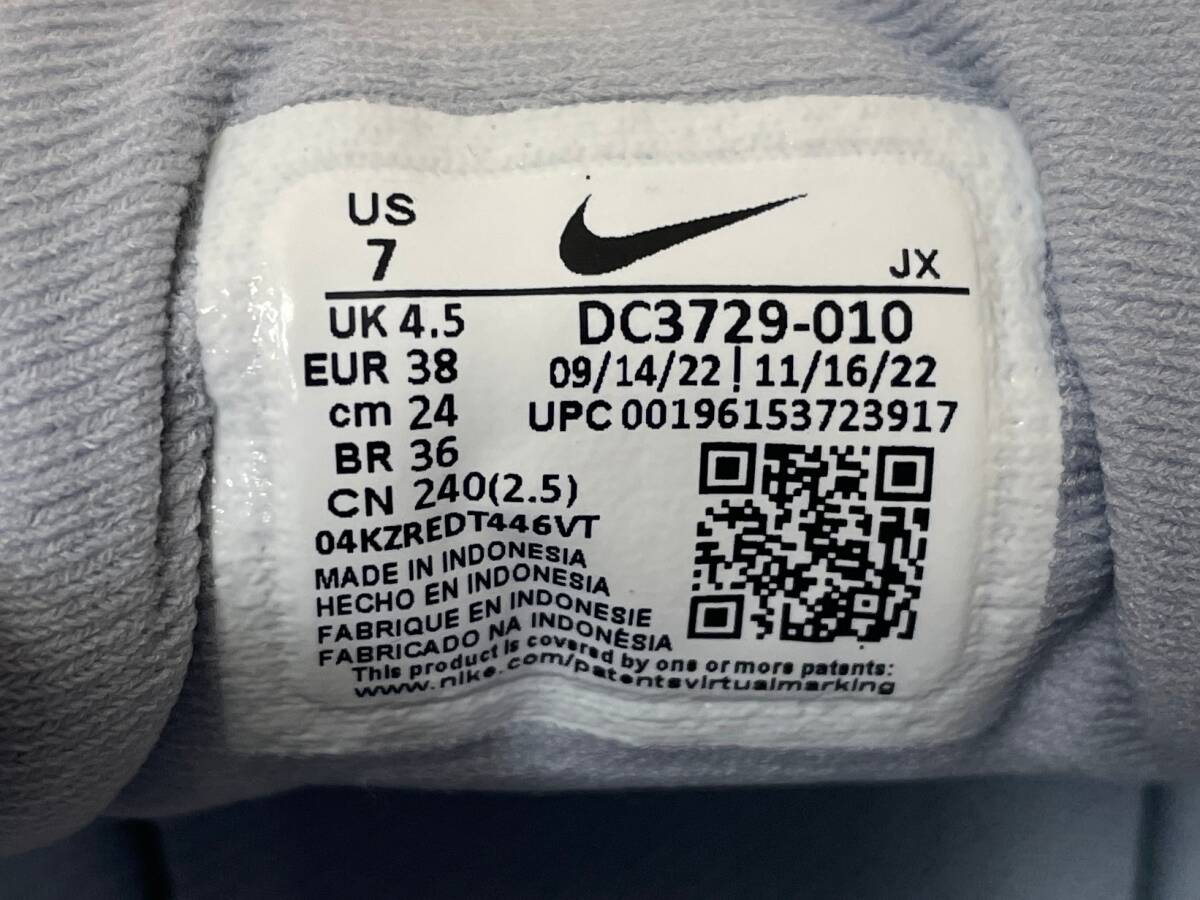 US
7
JX
UK 4.5
EUR 38
cm 24
BR 36
CN 240(2.5)
DC3729-010
09/14/22 | 11/16/22
UPC 00196153723917
04KZREDT446VT
MADE IN INDONESIA
HECHO EN INDONESIA
FABRIQUE EN INDONESIE
FABRICADO NA INDONÉSIA
This product is covered by one or more patents:
www.nike.com/patentsvirtualmarking